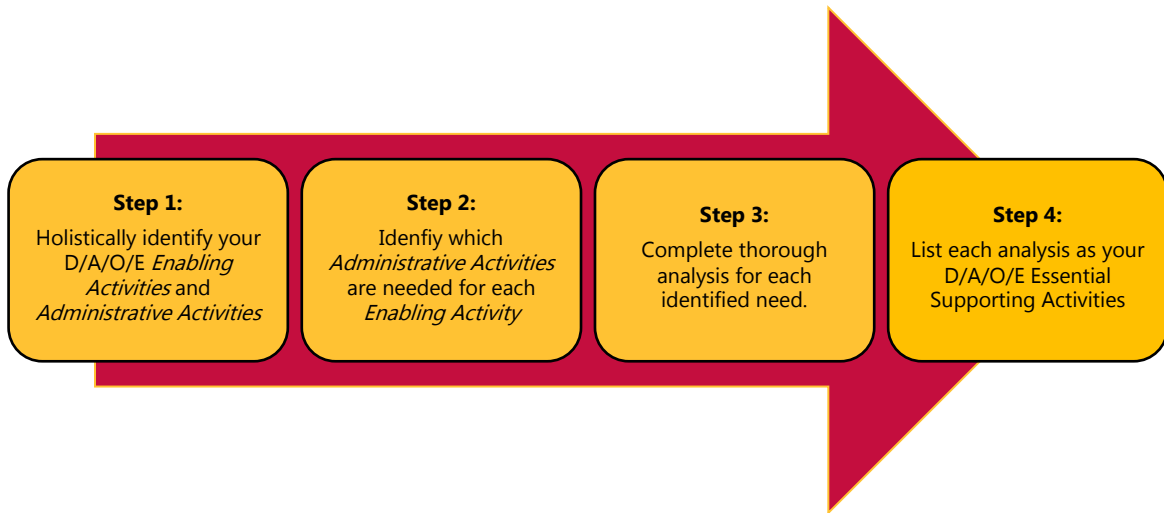 Step 1:
Holistically identify your
D/A/O/E Enabling
Activities and
Administrative Activities
Step 2:
Idenfiy which
Administrative Activities
are needed for each
Enabling Activity
Step 3:
Complete thorough
analysis for each
identified need.
Step 4:
List each analysis as your
D/A/O/E Essential
Supporting Activities